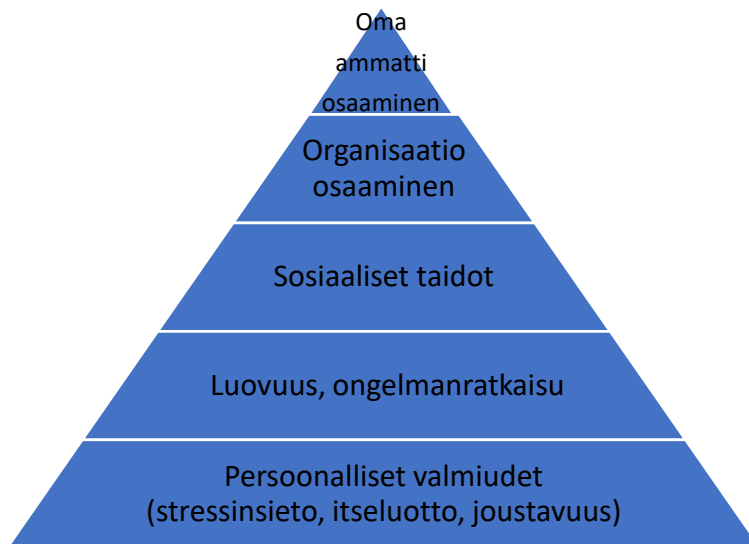 Oma
ammatti
osaaminen
Organisaatio
osaaminen
Sosiaaliset taidot
Luovuus, ongelmanratkaisu
Persoonalliset valmiudet
(stressinsieto, itseluotto, joustavuus)